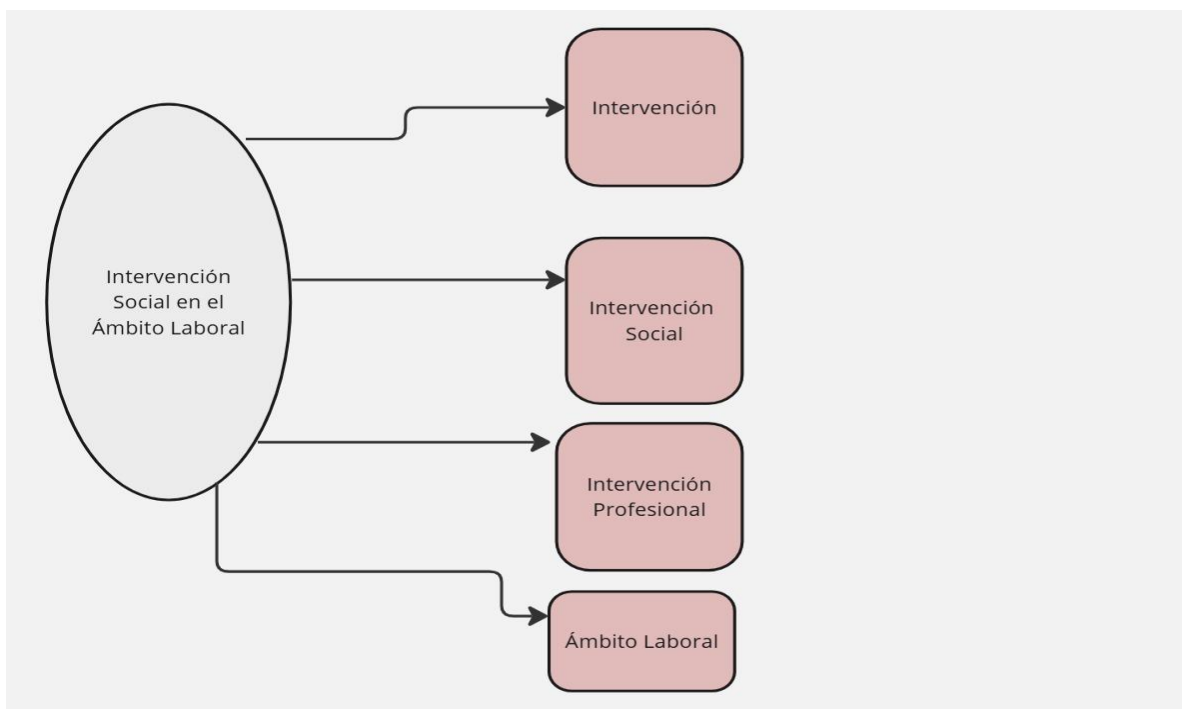 Intervención
Social en el
Ámbito Laboral
Intervención
Intervención
Social
Intervención
Profesional
Ámbito Laboral